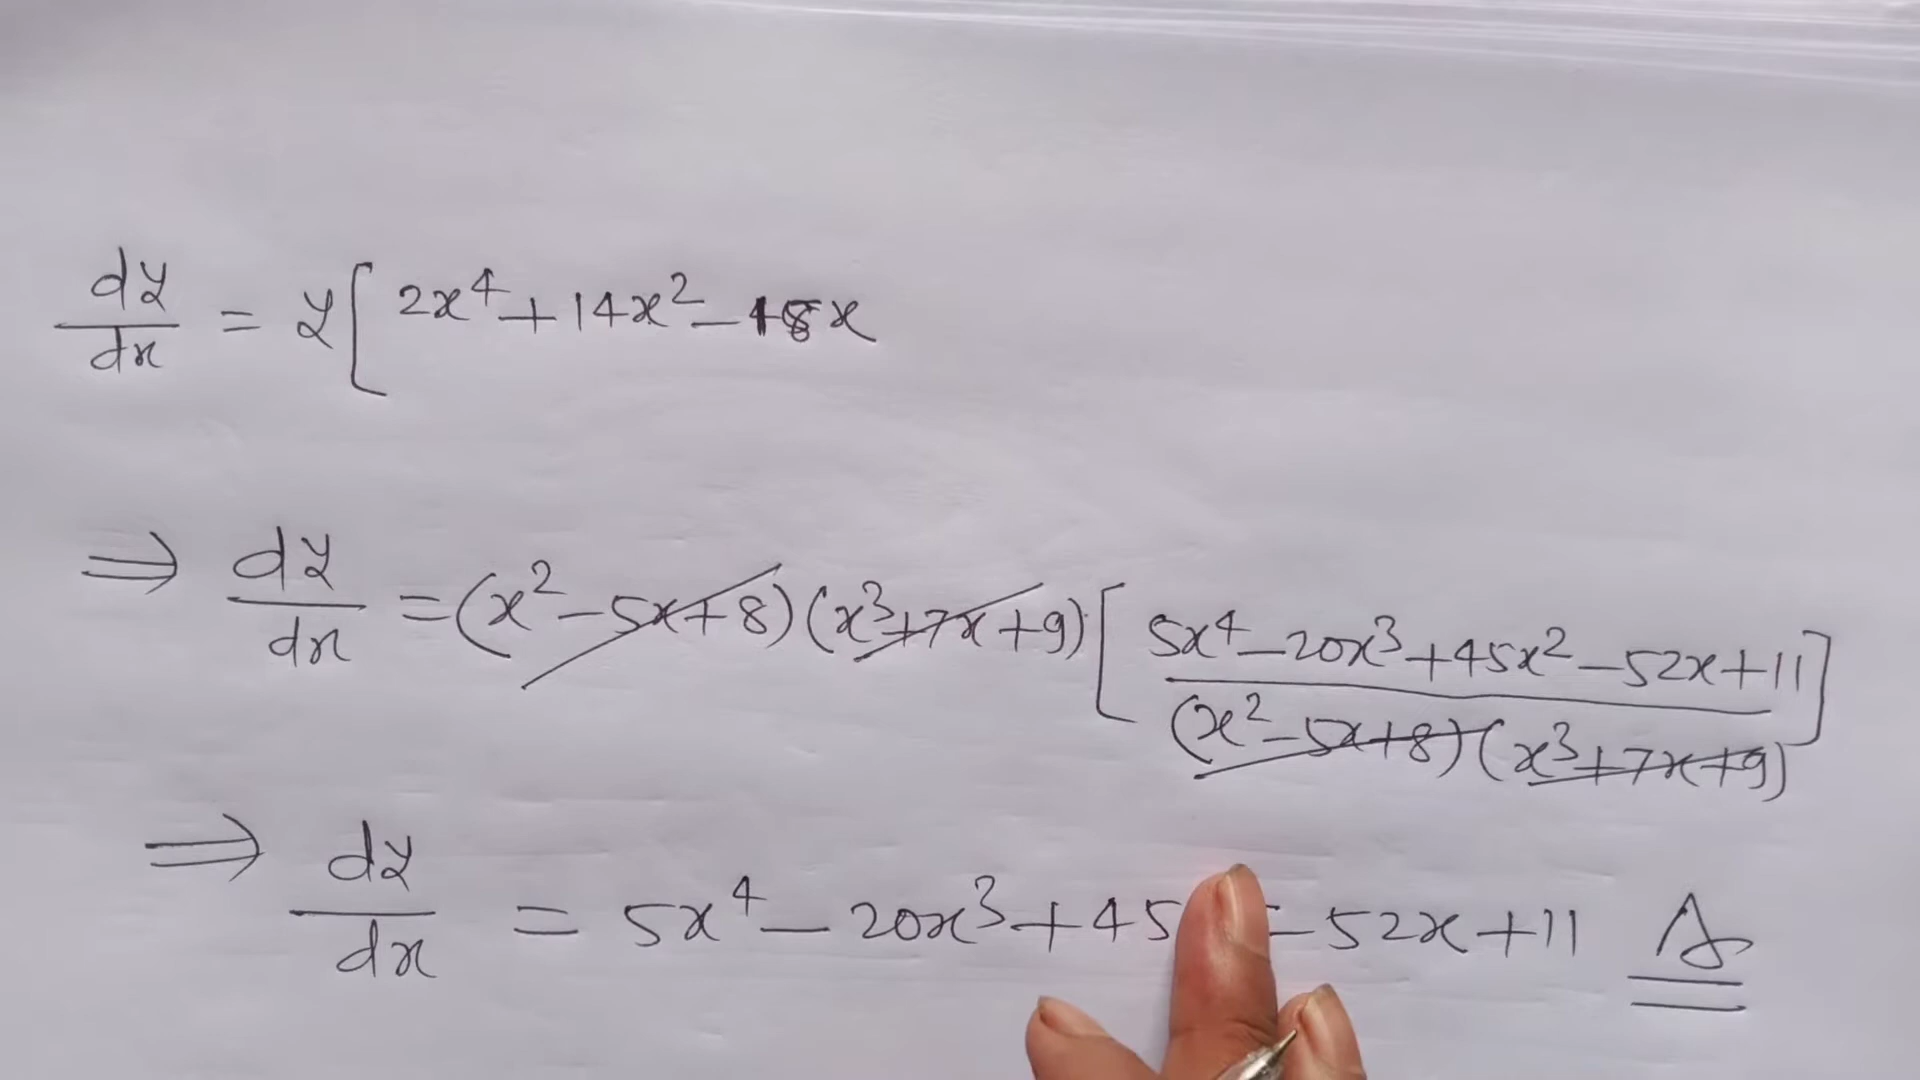 dy/dx = y[2x⁴+14x²-18x
⇒ dy/dx = (x²-5x+8)(x³+7x+9)[(5x⁴-20x³+45x²-52x+11)/((x²-5x+8)(x³+7x+9))]
⇒ dy/dx = 5x⁴-20x³+45 -52x+11